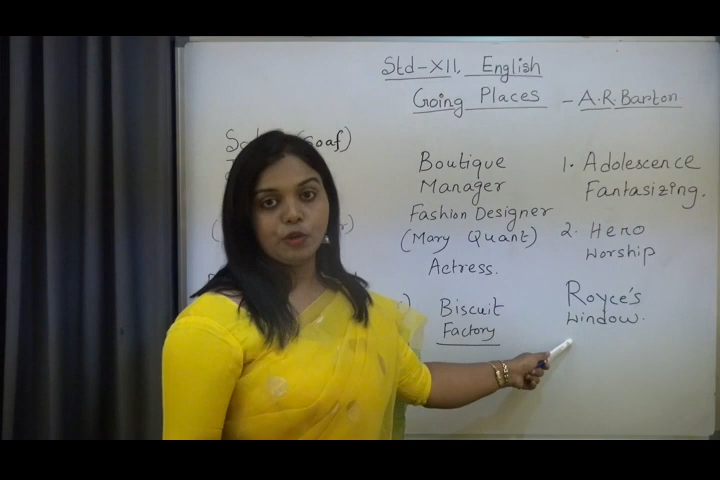 Std-XII, English
Going Places - A.R.Barton
Boutique
Manager
Fashion Designer
(Mary Quant)
Actress.
Biscuit
Factory
1. Adolescence
Fantasizing.
2. Hero
worship
Royce's
window.